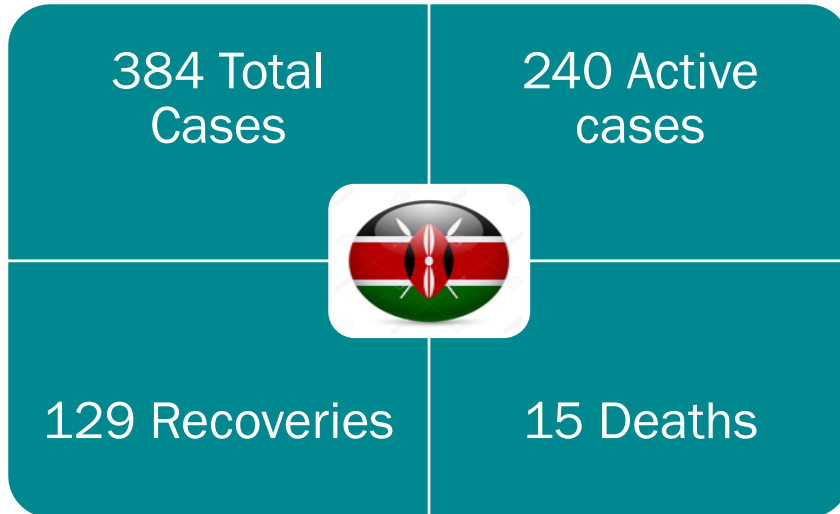 384 Total
Cases
240 Active
cases
129 Recoveries
15 Deaths